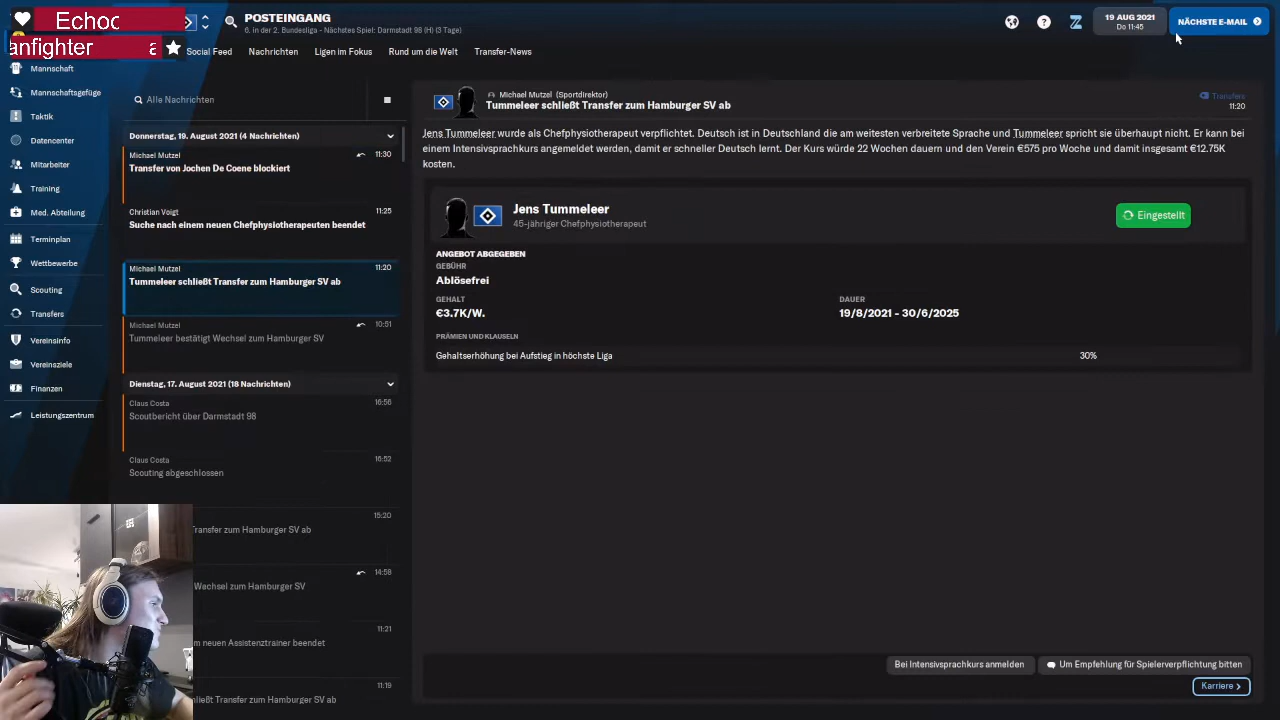 Echoc
anfighter a
POSTEINGANG
6. in der 2. Bundesliga - Nächstes Spiel: Darmstadt 98 (H) (3 Tage)
19 AUG 2021
Do 11:45
NÄCHSTE E-MAIL
Social Feed
Nachrichten
Ligen im Fokus
Rund um die Welt
Transfer-News
Mannschaft
Mannschaftsgefüge
Taktik
Datencenter
Mitarbeiter
Training
Med. Abteilung
Terminplan
Wettbewerbe
Scouting
Transfers
Vereinsinfo
Vereinsziele
Finanzen
Leistungszentrum
Alle Nachrichten
Donnerstag, 19. August 2021 (4 Nachrichten)
Michael Mutzel 11:30
Transfer von Jochen De Coene blockiert
Christian Voigt 11:25
Suche nach einem neuen Chefphysiotherapeuten beendet
Michael Mutzel 11:20
Tummeleer schließt Transfer zum Hamburger SV ab
Michael Mutzel 10:51
Tummeleer bestätigt Wechsel zum Hamburger SV
Dienstag, 17. August 2021 (18 Nachrichten)
Claus Costa 16:56
Scoutbericht über Darmstadt 98
Claus Costa 16:52
Scouting abgeschlossen
15:20
Transfer zum Hamburger SV ab
14:58
Wechsel zum Hamburger SV
11:21
m neuen Assistenztrainer beendet
11:19
ließt Transfer zum Hamburger SV ab
Michael Mutzel (Sportdirektor)
Tummeleer schließt Transfer zum Hamburger SV ab
Transfers
11:20
Jens Tummeleer wurde als Chefphysiotherapeut verpflichtet. Deutsch ist in Deutschland die am weitesten verbreitete Sprache und Tummeleer spricht sie überhaupt nicht. Er kann bei
einem Intensivsprachkurs angemeldet werden, damit er schneller Deutsch lernt. Der Kurs würde 22 Wochen dauern und den Verein €575 pro Woche und damit insgesamt €12.75K
kosten.
Jens Tummeleer
45-jähriger Chefphysiotherapeut
Eingestellt
ANGEBOT ABGEGEBEN
GEBÜHR
Ablösefrei
GEHALT
€3.7K/W.
DAUER
19/8/2021 - 30/6/2025
PRÄMIEN UND KLAUSELN
Gehaltserhöhung bei Aufstieg in höchste Liga 30%
Bei Intensivsprachkurs anmelden
Um Empfehlung für Spielerverpflichtung bitten
Karriere